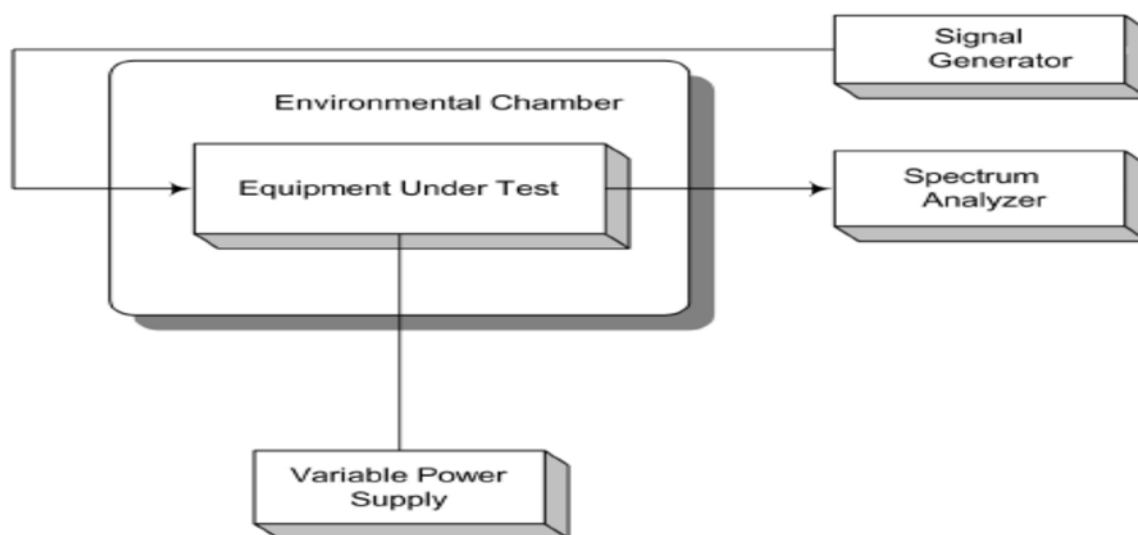 Signal
Generator
Environmental Chamber
Equipment Under Test
Spectrum
Analyzer
Variable Power
Supply